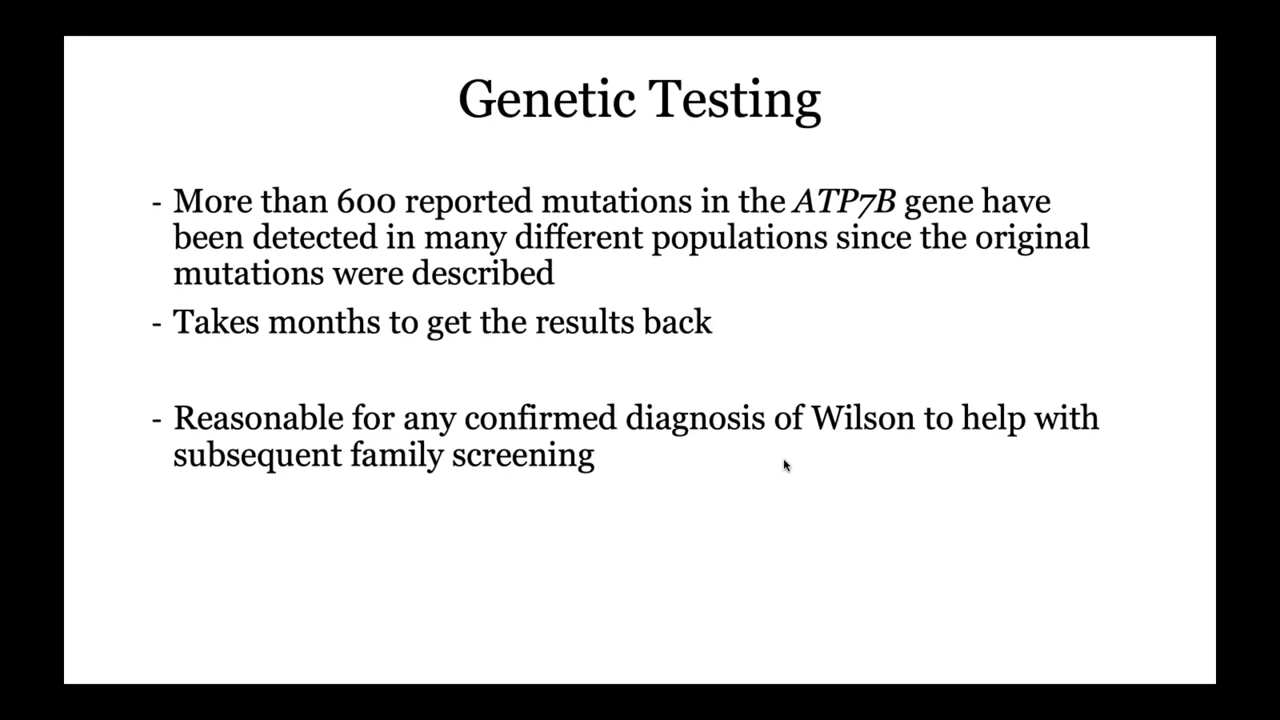 Genetic Testing
- More than 600 reported mutations in the ATP7B gene have
been detected in many different populations since the original
mutations were described
- Takes months to get the results back
- Reasonable for any confirmed diagnosis of Wilson to help with
subsequent family screening